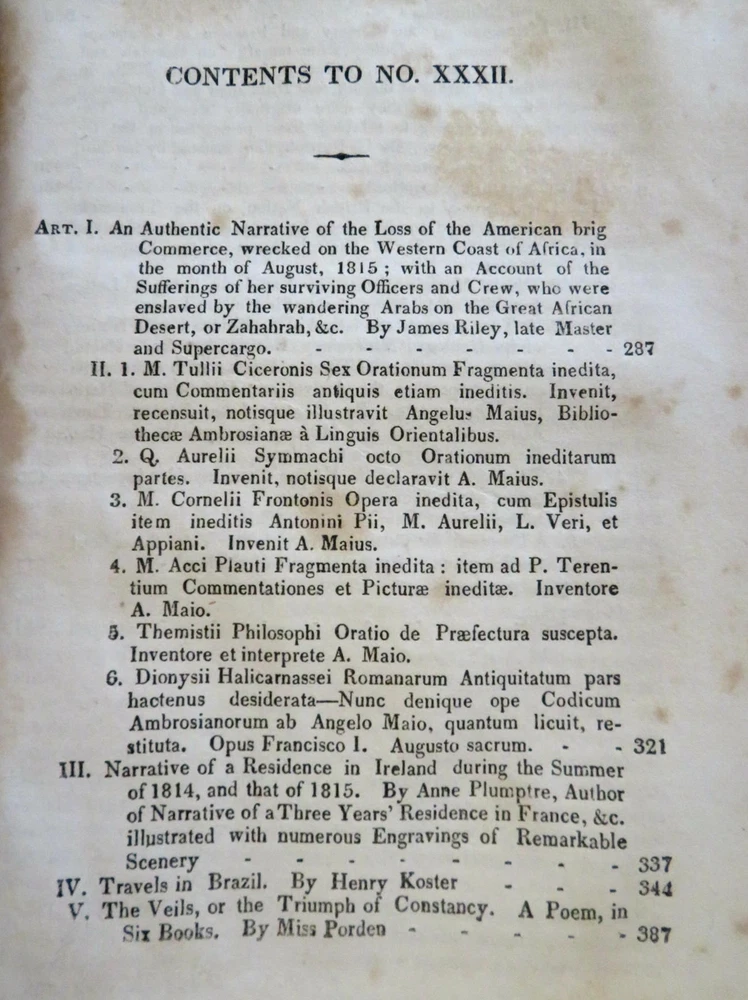 CONTENTS TO NO. XXXII.
ART. I. An Authentic Narrative of the Loss of the American brig
Commerce, wrecked on the Western Coast of Africa, in
the month of August, 1815 ; with an Account of the
Sufferings of her surviving Officers and Crew, who were
enslaved by the wandering Arabs on the Great African
Desert, or Zahahrah, &c. By James Riley, late Master
and Supercargo. - - - - - - - 287
II. 1. M. Tullii Ciceronis Sex Orationum Fragmenta inedita,
cum Commentariis antiquis etiam ineditis. Invenit,
recensuit, notisque illustravit Angelus Maius, Biblio-
thecæ Ambrosianæ à Linguis Orientalibus.
2. Q. Aurelii Symmachi octo Orationum ineditarum
partes. Invenit, notisque declaravit A. Maius.
3. M. Cornelii Frontonis Opera inedita, cum Epistulis
item ineditis Antonini Pii, M. Aurelii, L. Veri, et
Appiani. Invenit A. Maius.
4. M. Acci Plauti Fragmenta inedita : item ad P. Teren-
tium Commentationes et Picturæ ineditæ. Inventore
A. Maio.
5. Themistii Philosophi Oratio de Præfectura suscepta.
Inventore et interprete A. Maio.
6. Dionysii Halicarnassei Romanarum Antiquitatum pars
hactenus desiderata—Nunc denique ope Codicum
Ambrosianorum ab Angelo Maio, quantum licuit, re-
stituta. Opus Francisco I. Augusto sacrum. - - 321
III. Narrative of a Residence in Ireland during the Summer
of 1814, and that of 1815. By Anne Plumptre, Author
of Narrative of a Three Years' Residence in France, &c.
illustrated with numerous Engravings of Remarkable
Scenery - - - - - - - - 337
IV. Travels in Brazil. By Henry Koster - - - 344
V. The Veils, or the Triumph of Constancy. A Poem, in
Six Books. By Miss Porden - - - - - 387